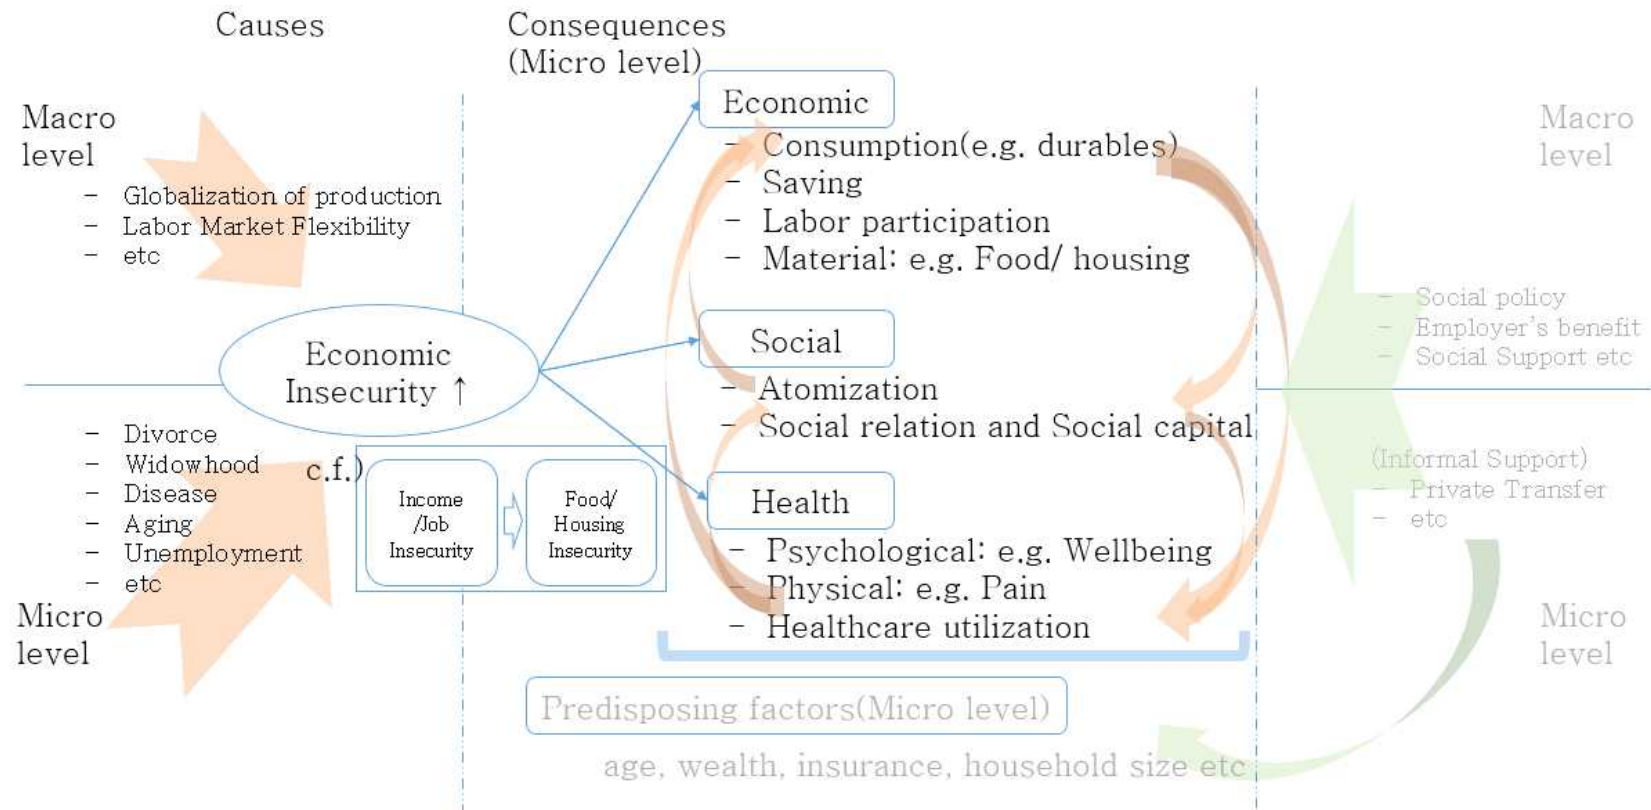 Causes
Consequences
(Micro level)
Macro
level
- Globalization of production
- Labor Market Flexibility
- etc
Economic
Insecurity ↑
- Divorce
- Widowhood
- Disease
- Aging
- Unemployment
- etc
Micro
level
c.f.)
Income
/Job
Insecurity
Food/
Housing
Insecurity
Economic
- Consumption(e.g. durables)
- Saving
- Labor participation
- Material: e.g. Food/ housing
Social
- Atomization
- Social relation and Social capital
Health
- Psychological: e.g. Wellbeing
- Physical: e.g. Pain
- Healthcare utilization
Predisposing factors(Micro level)
age, wealth, insurance, household size etc
Macro
level
- Social policy
- Employer's benefit
- Social Support etc
(Informal Support)
- Private Transfer
- etc
Micro
level